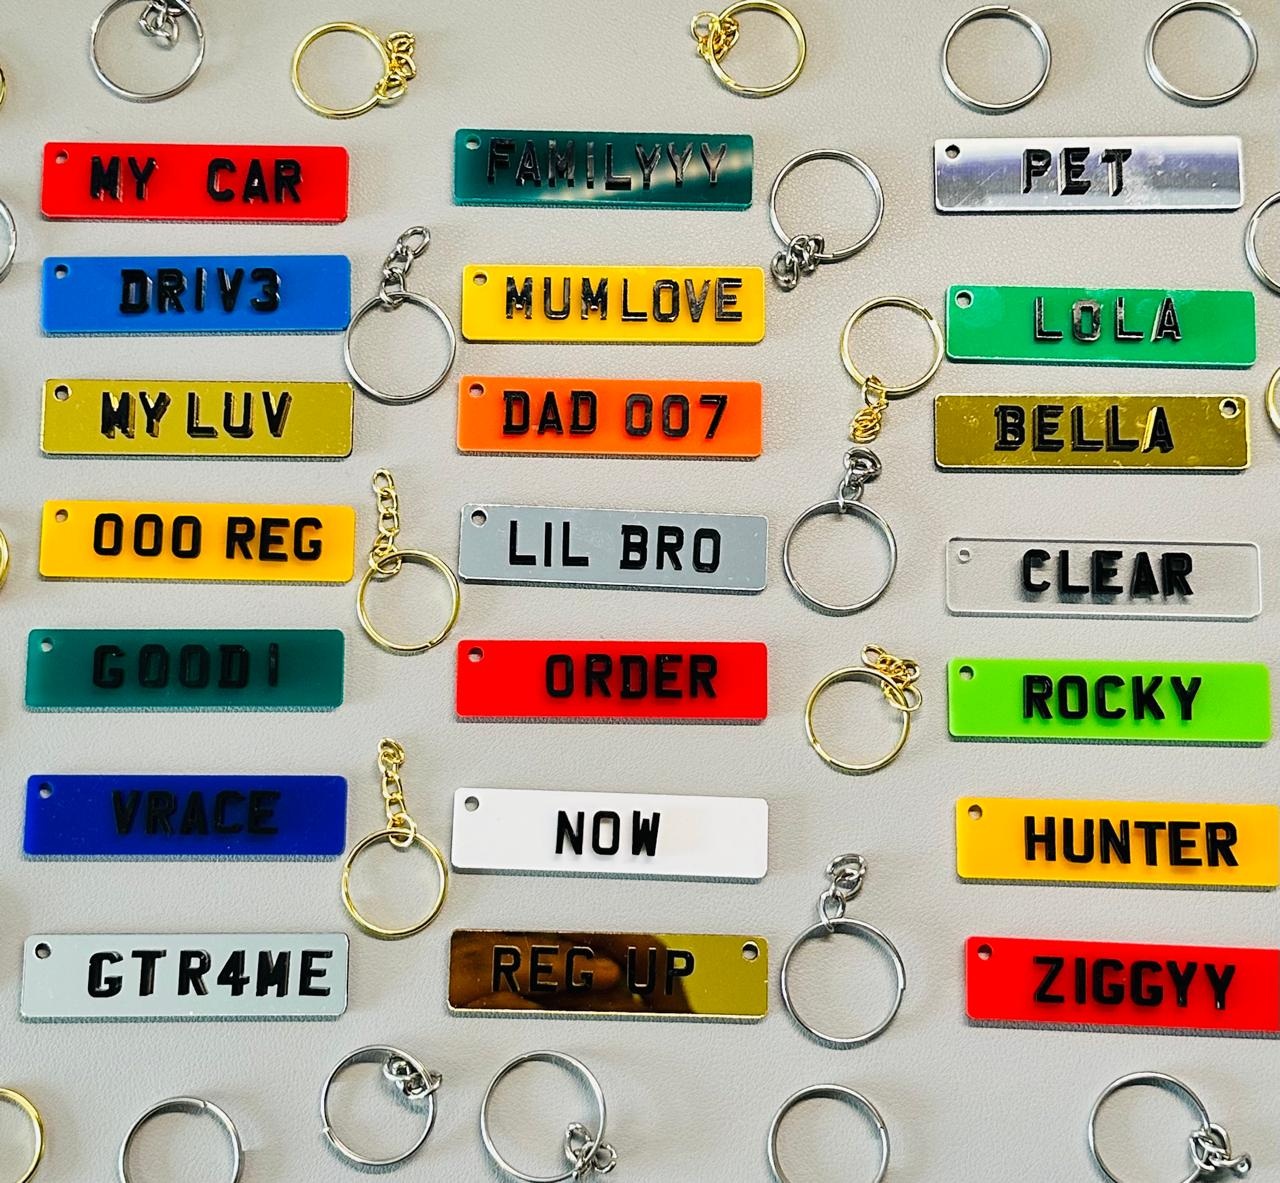 MY CAR
DRIV3
MY LUV
000 REG
GOOD1
VRACE
GTR4ME
FAMILYYY
MUMLOVE
DAD 007
LIL BRO
ORDER
NOW
REG UP
PET
LOLA
BELLA
CLEAR
ROCKY
HUNTER
ZIGGYY